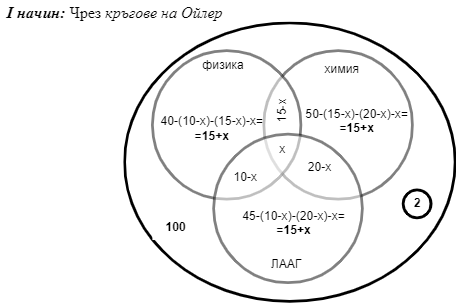 I начин: Чрез кръгове на Ойлер
физика
химия
40-(10-x)-(15-x)-x=
=15+x
15-x
50-(15-x)-(20-x)-x=
=15+x
x
10-x
20-x
2
100
45-(10-x)-(20-x)-x=
=15+x
ЛААГ